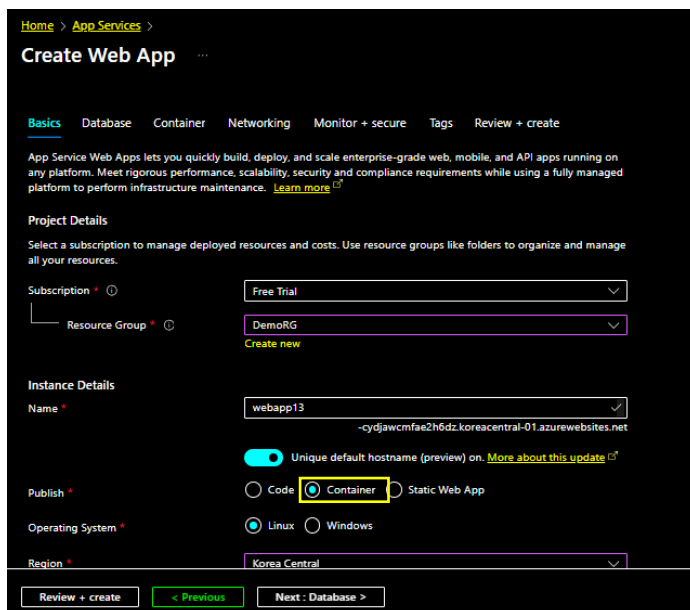 Home > App Services >
Create Web App ...
Basics Database Container Networking Monitor + secure Tags Review + create
App Service Web Apps lets you quickly build, deploy, and scale enterprise-grade web, mobile, and API apps running on
any platform. Meet rigorous performance, scalability, security and compliance requirements while using a fully managed
platform to perform infrastructure maintenance. Learn more
Project Details
Select a subscription to manage deployed resources and costs. Use resource groups like folders to organize and manage
all your resources.
Subscription * Free Trial
Resource Group * DemoRG
Create new
Instance Details
Name * webapp13
-cydjawcmfae2h6dz.koreacentral-01.azurewebsites.net
Unique default hostname (preview) on. More about this update
Publish * Code Container Static Web App
Operating System * Linux Windows
Region * Korea Central
Review + create < Previous Next : Database >